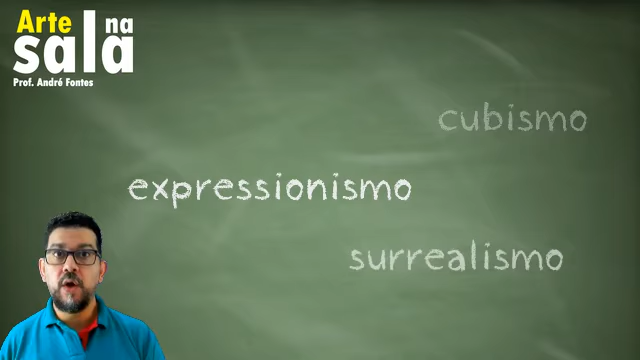 Arte na
sala
Prof. André Fontes
cubismo
expressionismo
surrealismo